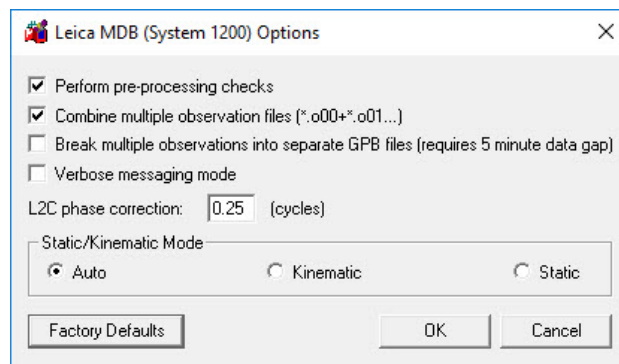 Leica MDB (System 1200) Options
Perform pre-processing checks
Combine multiple observation files (*.o00+*.o01...)
Break multiple observations into separate GPB files (requires 5 minute data gap)
Verbose messaging mode
L2C phase correction: 0.25 (cycles)
Static/Kinematic Mode
Auto Kinematic Static
Factory Defaults OK Cancel